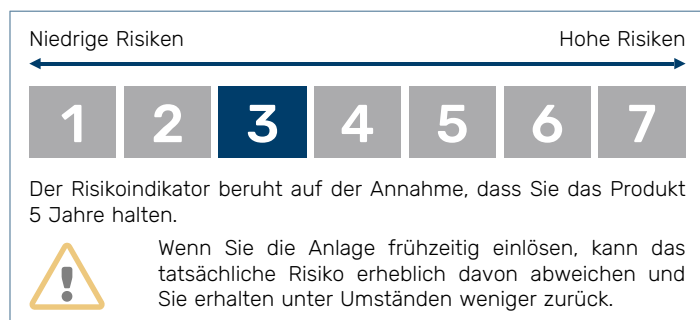 Niedrige Risiken Hohe Risiken
1 2 3 4 5 6 7
Der Risikoindikator beruht auf der Annahme, dass Sie das Produkt
5 Jahre halten.
Wenn Sie die Anlage frühzeitig einlösen, kann das
tatsächliche Risiko erheblich davon abweichen und
Sie erhalten unter Umständen weniger zurück.